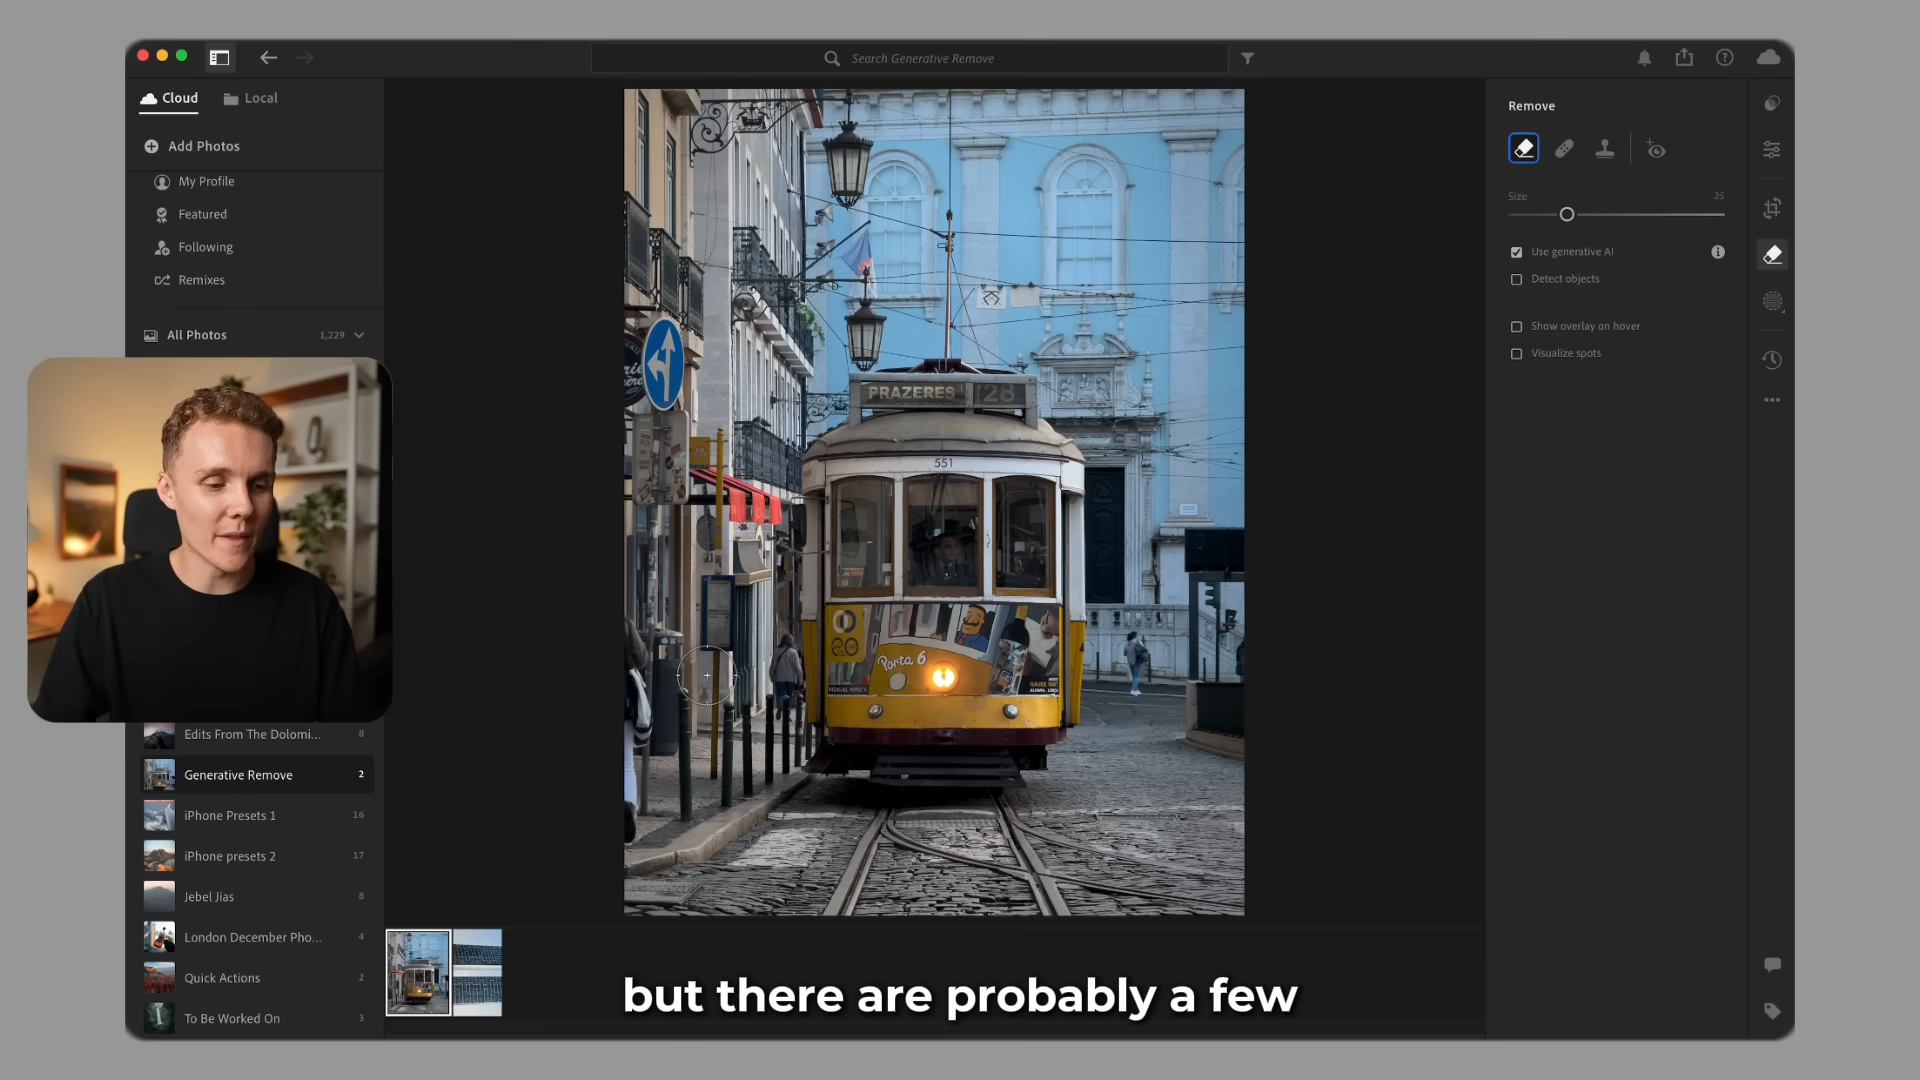 Search Generative Remove
Cloud
Local
Add Photos
My Profile
Featured
Following
Remixes
All Photos
1,229
Edits From The Dolomi...
8
Generative Remove
2
iPhone Presets 1
16
iPhone presets 2
17
Jebel Jias
8
London December Pho...
4
Quick Actions
2
To Be Worked On
3
PRAZERES 28
551
Porta 6
but there are probably a few
Remove
Size
25
Use generative AI
Detect objects
Show overlay on hover
Visualize spots